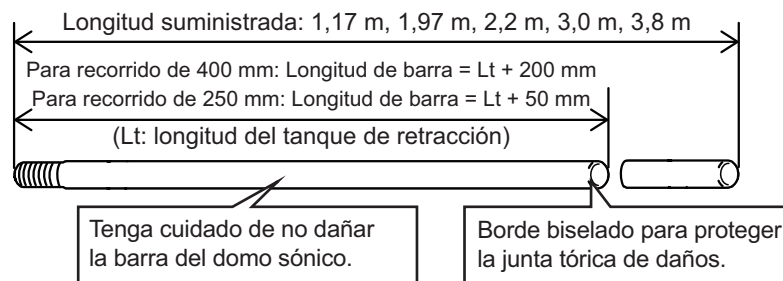 Longitud suministrada: 1,17 m, 1,97 m, 2,2 m, 3,0 m, 3,8 m
Para recorrido de 400 mm: Longitud de barra = Lt + 200 mm
Para recorrido de 250 mm: Longitud de barra = Lt + 50 mm
(Lt: longitud del tanque de retracción)
Tenga cuidado de no dañar
la barra del domo sónico.
Borde biselado para proteger
la junta tórica de daños.